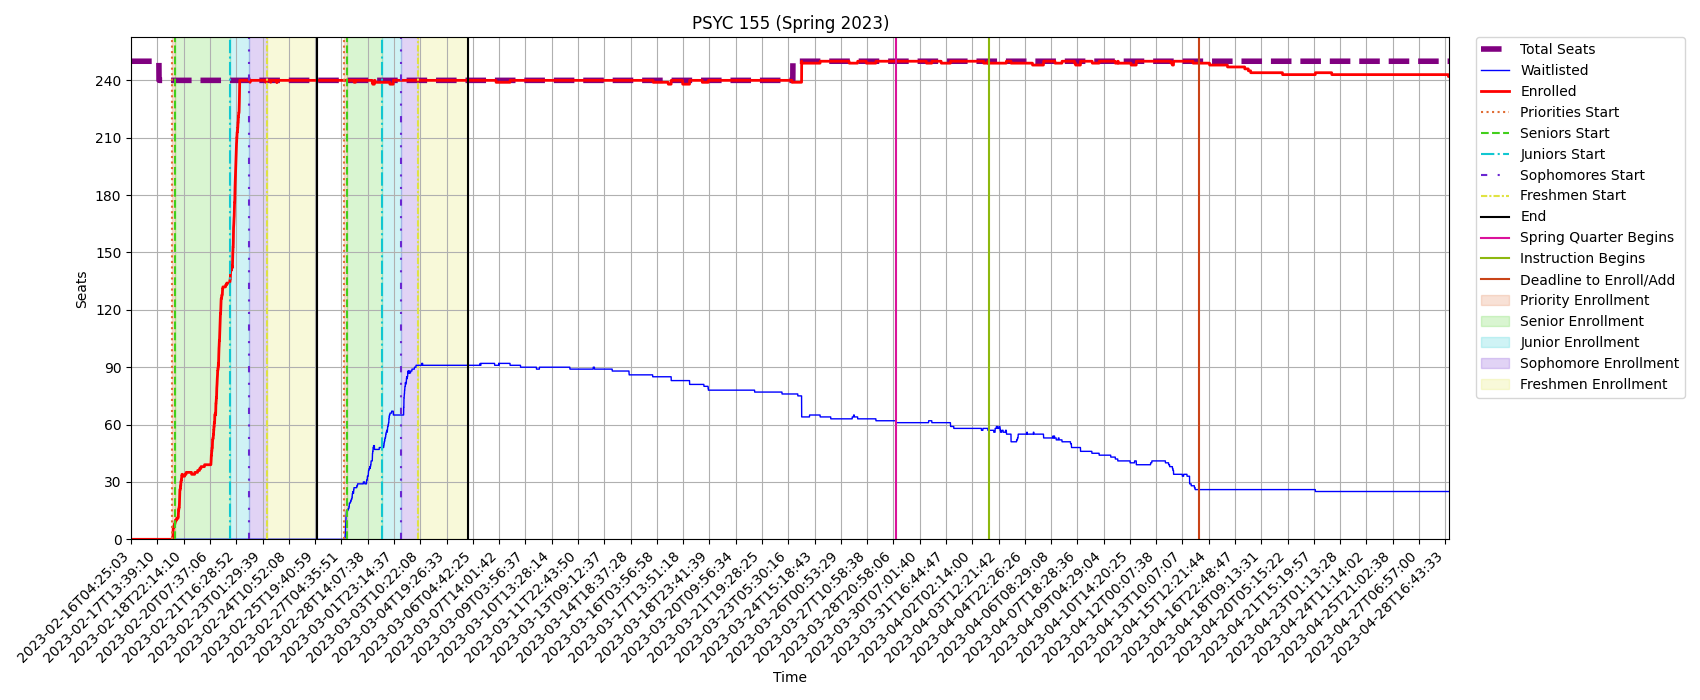 PSYC 155 (Spring 2023)
Seats
240
210
180
150
120
90
60
30
0
2023-02-16T04:25:03
2023-02-17T13:39:10
2023-02-18T22:14:10
2023-02-20T07:37:06
2023-02-21T16:28:52
2023-02-23T01:29:39
2023-02-24T10:52:08
2023-02-25T19:40:59
2023-02-27T04:35:51
2023-02-28T14:07:38
2023-03-01T23:14:37
2023-03-03T10:22:08
2023-03-04T19:26:33
2023-03-06T04:42:25
2023-03-07T14:01:42
2023-03-09T03:56:37
2023-03-10T13:28:14
2023-03-11T22:43:50
2023-03-13T09:12:37
2023-03-14T18:37:28
2023-03-16T03:56:58
2023-03-17T13:51:18
2023-03-18T23:41:39
2023-03-20T09:56:34
2023-03-21T19:28:25
2023-03-23T05:30:16
2023-03-24T15:18:43
2023-03-26T00:53:29
2023-03-27T10:58:38
2023-03-28T20:58:06
2023-03-30T07:01:40
2023-03-31T16:44:47
2023-04-02T02:14:00
2023-04-03T12:21:42
2023-04-04T22:26:26
2023-04-06T08:29:08
2023-04-07T18:28:36
2023-04-09T04:29:04
2023-04-10T14:20:25
2023-04-12T00:07:38
2023-04-13T10:07:07
2023-04-15T12:21:44
2023-04-16T22:48:47
2023-04-18T09:13:31
2023-04-20T05:15:22
2023-04-21T15:19:57
2023-04-23T01:13:28
2023-04-24T11:14:02
2023-04-25T21:02:38
2023-04-27T06:57:00
2023-04-28T16:43:33
Time
Total Seats
Waitlisted
Enrolled
Priorities Start
Seniors Start
Juniors Start
Sophomores Start
Freshmen Start
End
Spring Quarter Begins
Instruction Begins
Deadline to Enroll/Add
Priority Enrollment
Senior Enrollment
Junior Enrollment
Sophomore Enrollment
Freshmen Enrollment